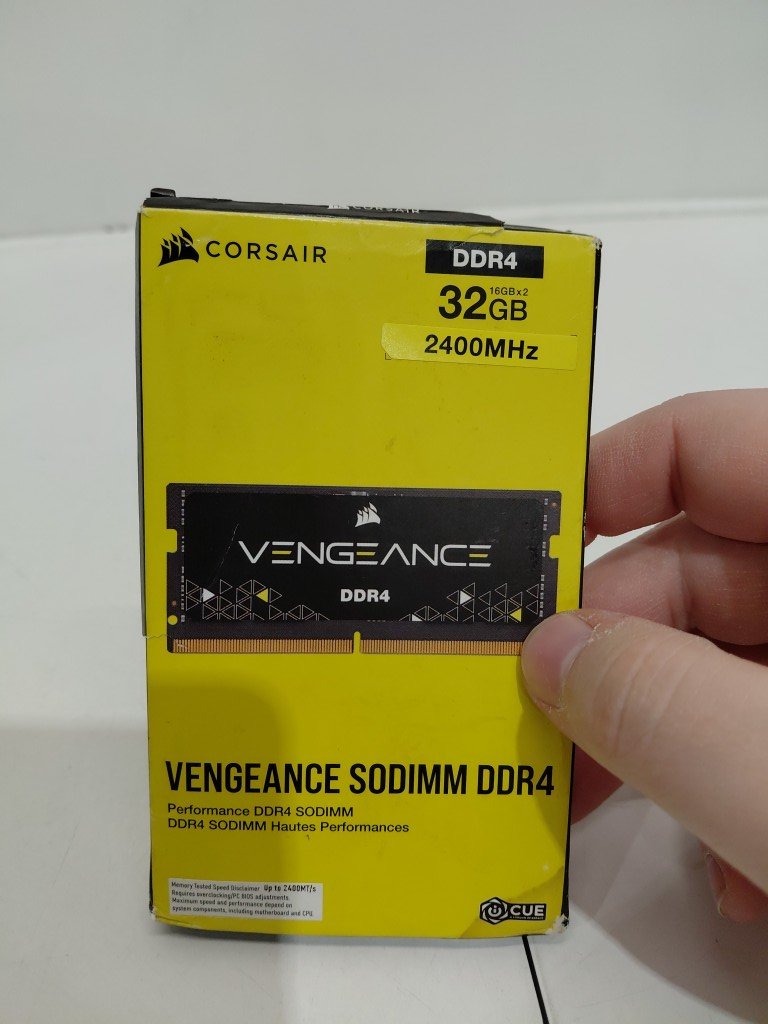 CORSAIR
CORSAIR
DDR4
16GBx2
32GB
2400MHz
VENGEANCE
DDR4
VENGEANCE SODIMM DDR4
Performance DDR4 SODIMM
DDR4 SODIMM Hautes Performances
Memory Tested Speed Disclaimer Up to 2400MT/s
Requires overclocking/PC BIOS adjustments.
Maximum speed and performance depend on
system components, including motherboard and CPU
iCUE